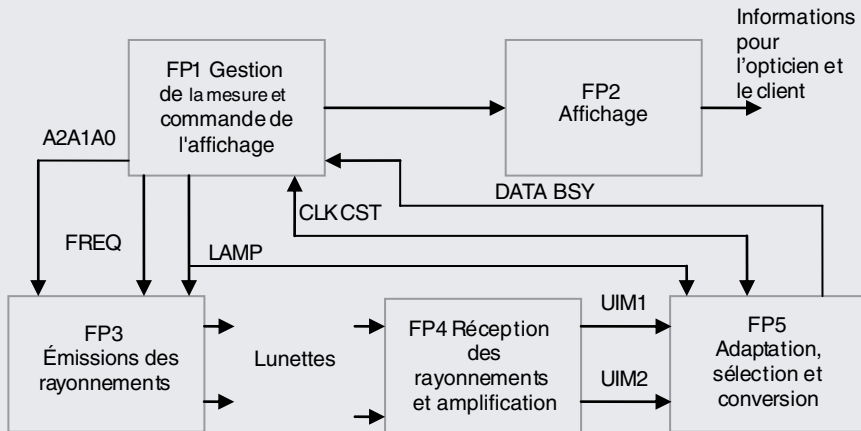 Informations
pour
l'opticien et
le client
FP1 Gestion
de la mesure et
commande de
l'affichage
FP2
Affichage
A2A1A0
DATA BSY
CLK CST
FREQ
LAMP
FP3
Émissions des
rayonnements
Lunettes
FP4 Réception
des
rayonnements
et amplification
UIM1
UIM2
FP5
Adaptation,
sélection et
conversion